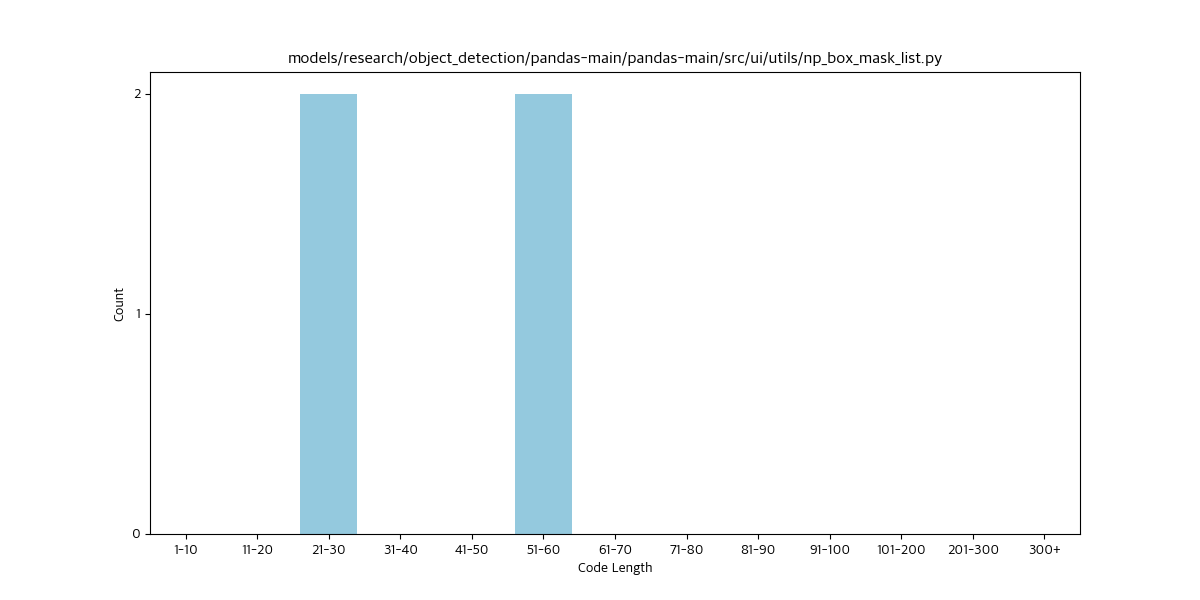 models/research/object_detection/pandas-main/pandas-main/src/ui/utils/np_box_mask_list.py
2
1
0
Count
1-10 11-20 21-30 31-40 41-50 51-60 61-70 71-80 81-90 91-100 101-200 201-300 300+
Code Length